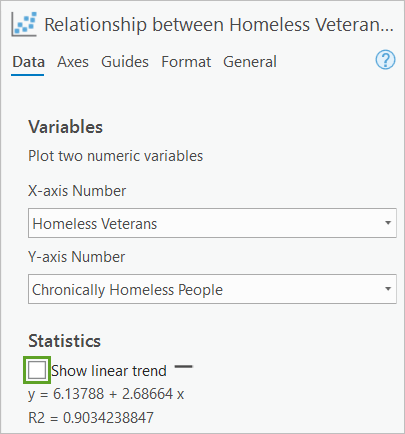 Relationship between Homeless Veteran...
Data Axes Guides Format General
?
Variables
Plot two numeric variables
X-axis Number
Homeless Veterans
Y-axis Number
Chronically Homeless People
Statistics
Show linear trend
y = 6.13788 + 2.68664 x
R2 = 0.9034238847